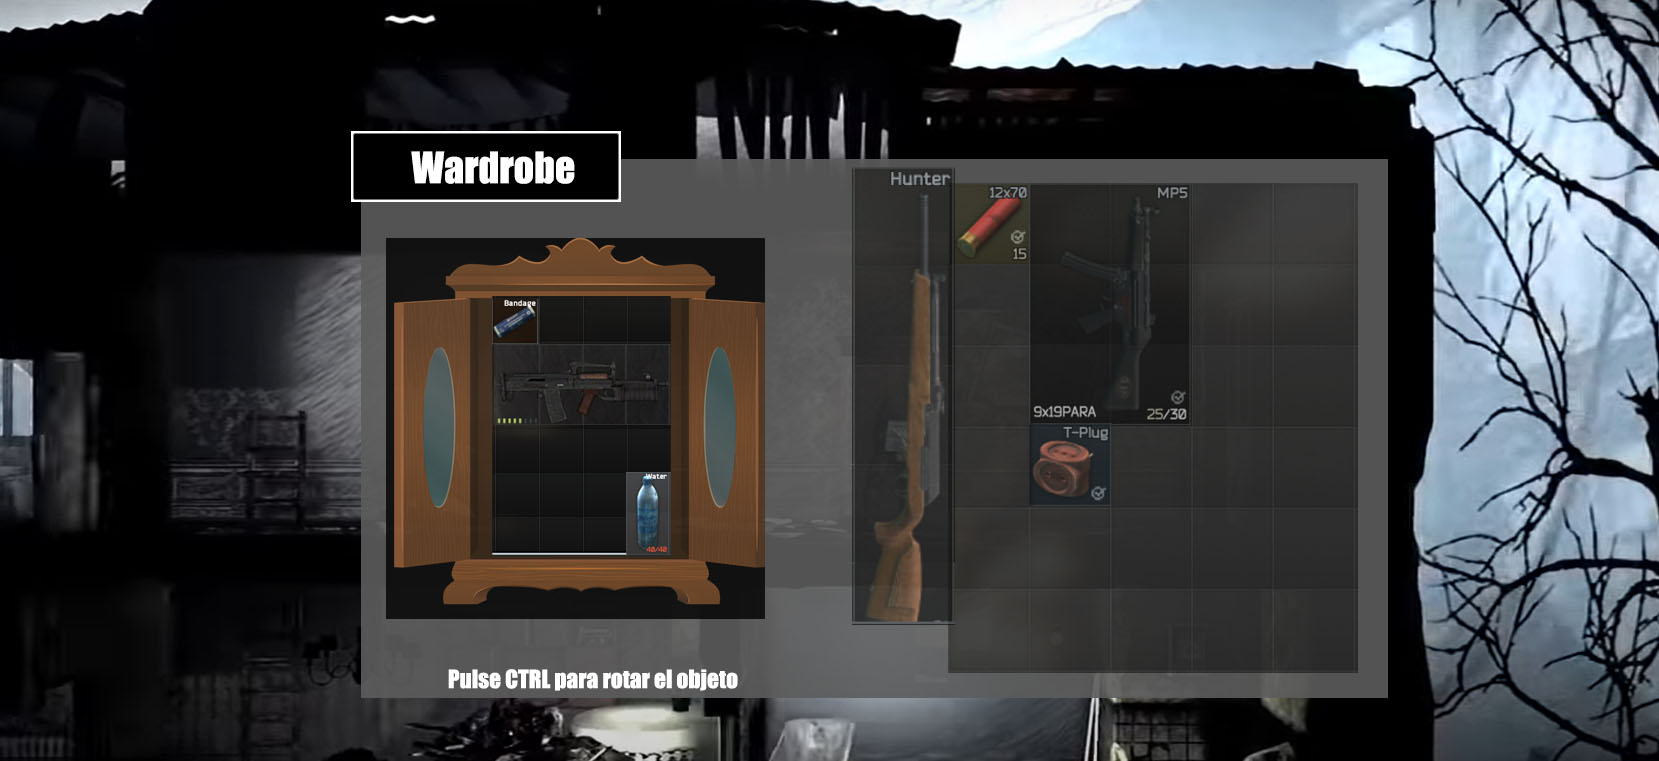 Wardrobe
Bandage
Water
40/40
Hunter
12x70
15
MP5
9x19PARA
25/30
T-Plug
Pulse CTRL para rotar el objeto